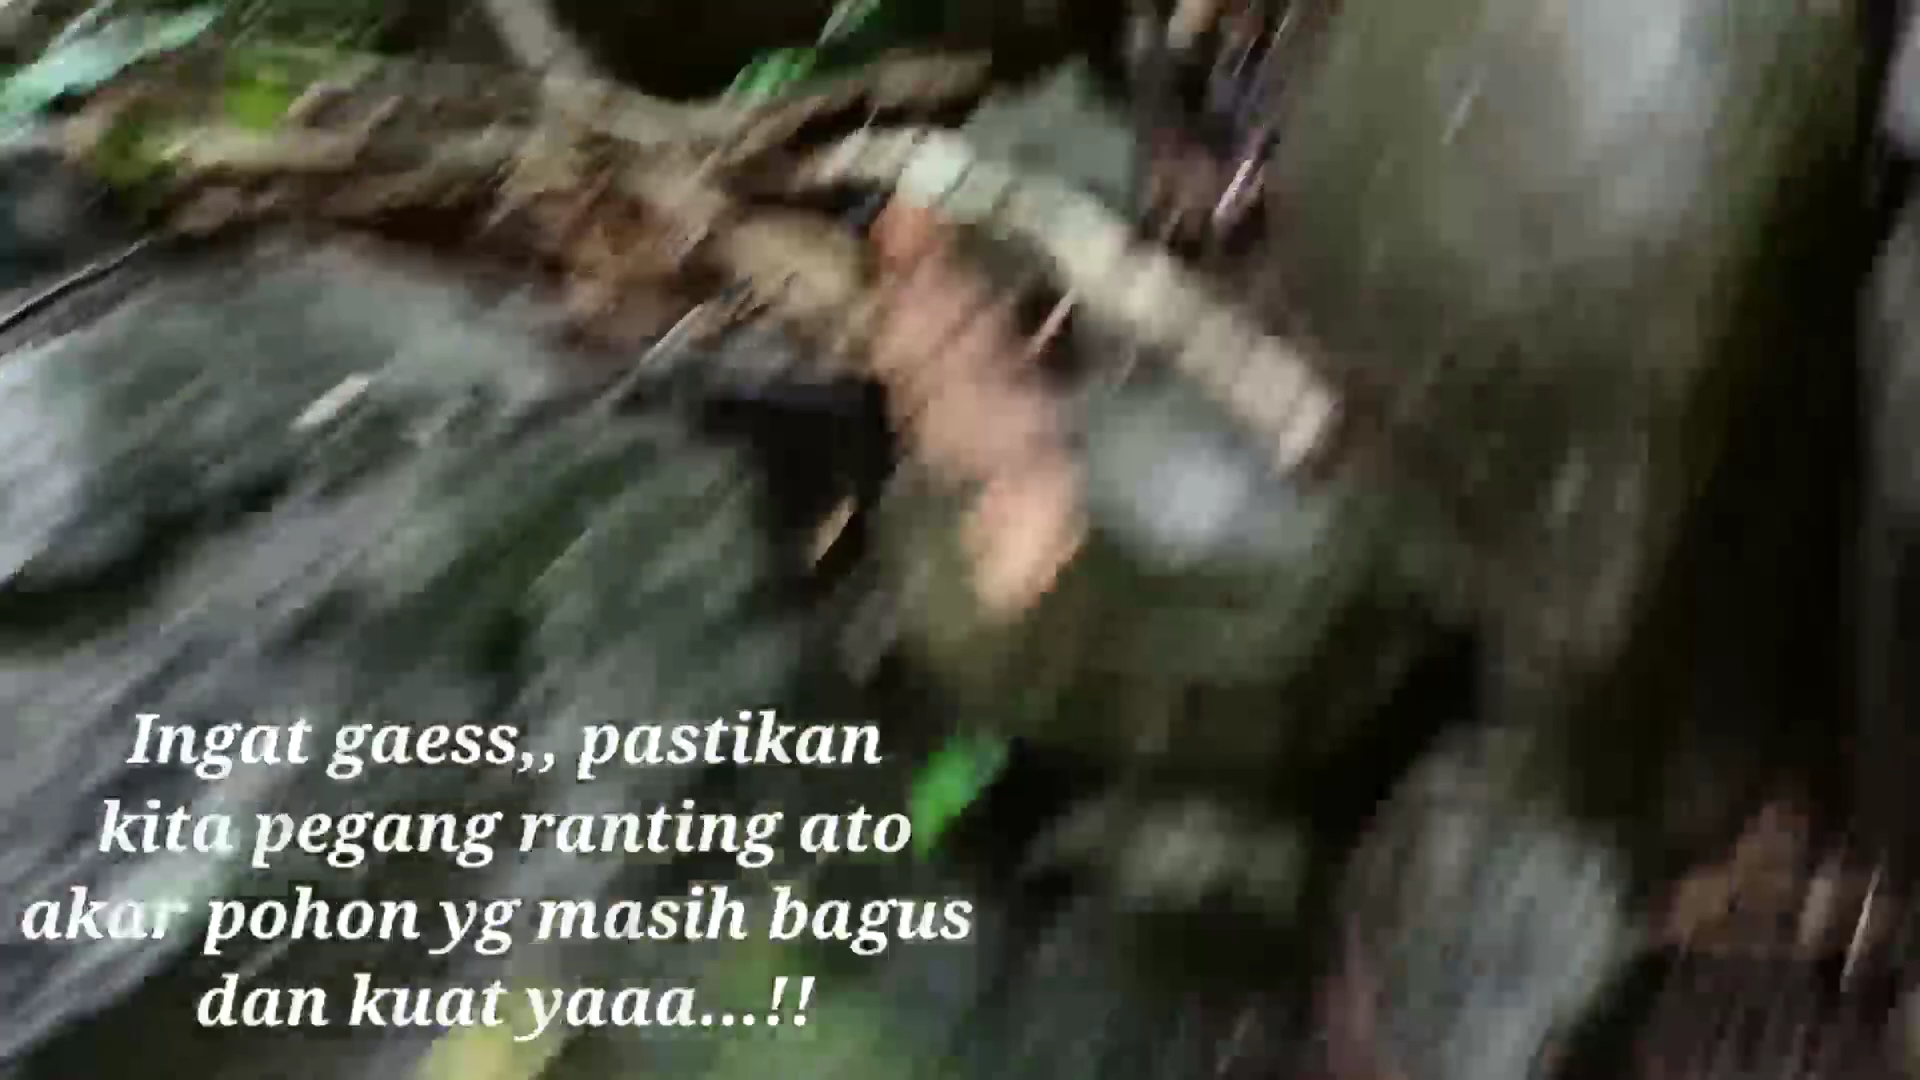 Ingat gaess,, pastikan
kita pegang ranting ato
akar pohon yg masih bagus
dan kuat yaaa...!!